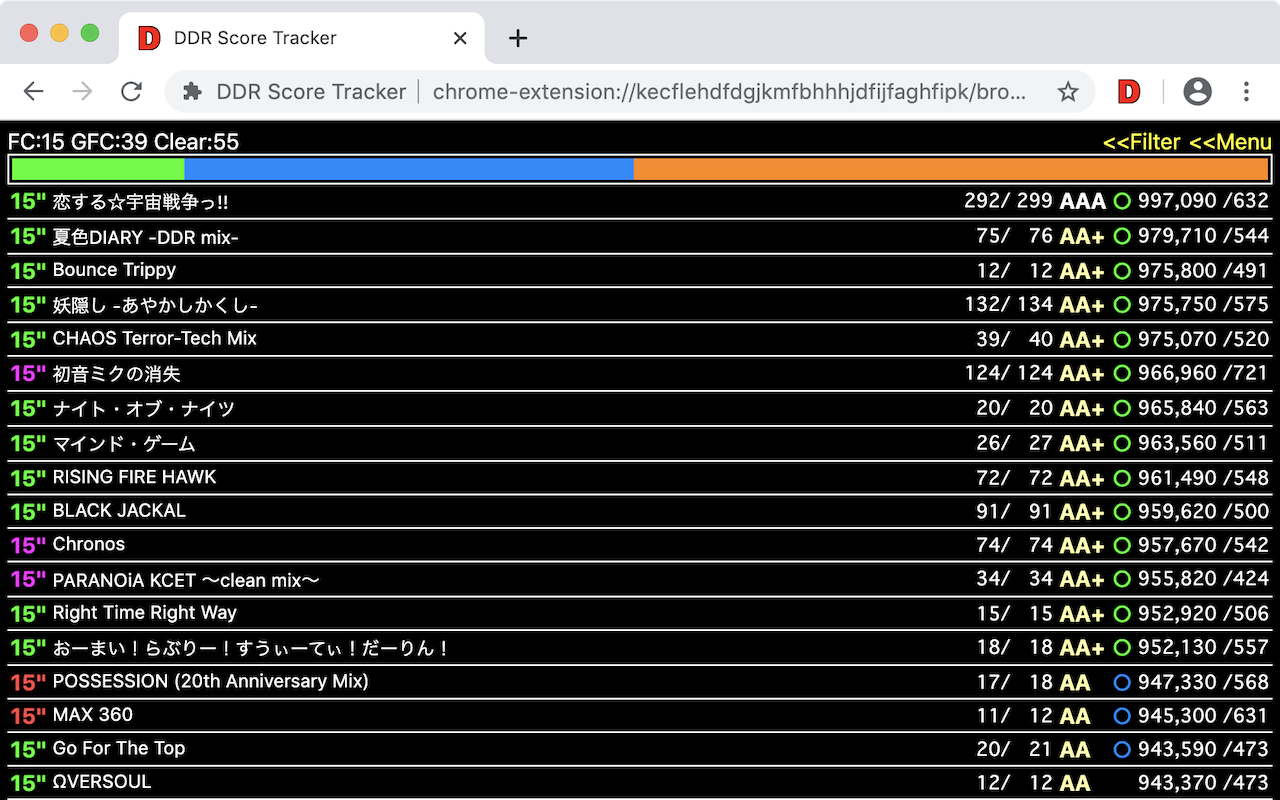 DDR Score Tracker
DDR Score Tracker | chrome-extension://kecflehdfdgjkmfbhhhjdfijfaghfipk/bro...
FC:15 GFC:39 Clear:55 <<Filter <<Menu
15" 恋する☆宇宙戦争っ!! 292/ 299 AAA 997,090 /632
15" 夏色DIARY -DDR mix- 75/ 76 AA+ 979,710 /544
15" Bounce Trippy 12/ 12 AA+ 975,800 /491
15" 妖隠し -あやかしかくし- 132/ 134 AA+ 975,750 /575
15" CHAOS Terror-Tech Mix 39/ 40 AA+ 975,070 /520
15" 初音ミクの消失 124/ 124 AA+ 966,960 /721
15" ナイト・オブ・ナイツ 20/ 20 AA+ 965,840 /563
15" マインド・ゲーム 26/ 27 AA+ 963,560 /511
15" RISING FIRE HAWK 72/ 72 AA+ 961,490 /548
15" BLACK JACKAL 91/ 91 AA+ 959,620 /500
15" Chronos 74/ 74 AA+ 957,670 /542
15" PARANOiA KCET 〜clean mix〜 34/ 34 AA+ 955,820 /424
15" Right Time Right Way 15/ 15 AA+ 952,920 /506
15" おーまい！らぶりー！すうぃーてぃ！だーりん！ 18/ 18 AA+ 952,130 /557
15" POSSESSION (20th Anniversary Mix) 17/ 18 AA 947,330 /568
15" MAX 360 11/ 12 AA 945,300 /631
15" Go For The Top 20/ 21 AA 943,590 /473
15" ΩVERSOUL 12/ 12 AA 943,370 /473